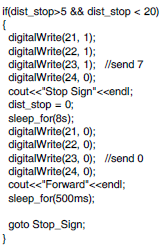 if(dist_stop>5 && dist_stop < 20)
{
digitalWrite(21, 1);
digitalWrite(22, 1);
digitalWrite(23, 1);   //send 7
digitalWrite(24, 0);
cout<<"Stop Sign"<<endl;
dist_stop = 0;
sleep_for(8s);
digitalWrite(21, 0);
digitalWrite(22, 0);
digitalWrite(23, 0);   //send 0
digitalWrite(24, 0);
cout<<"Forward"<<endl;
sleep_for(500ms);
goto Stop_Sign;
}